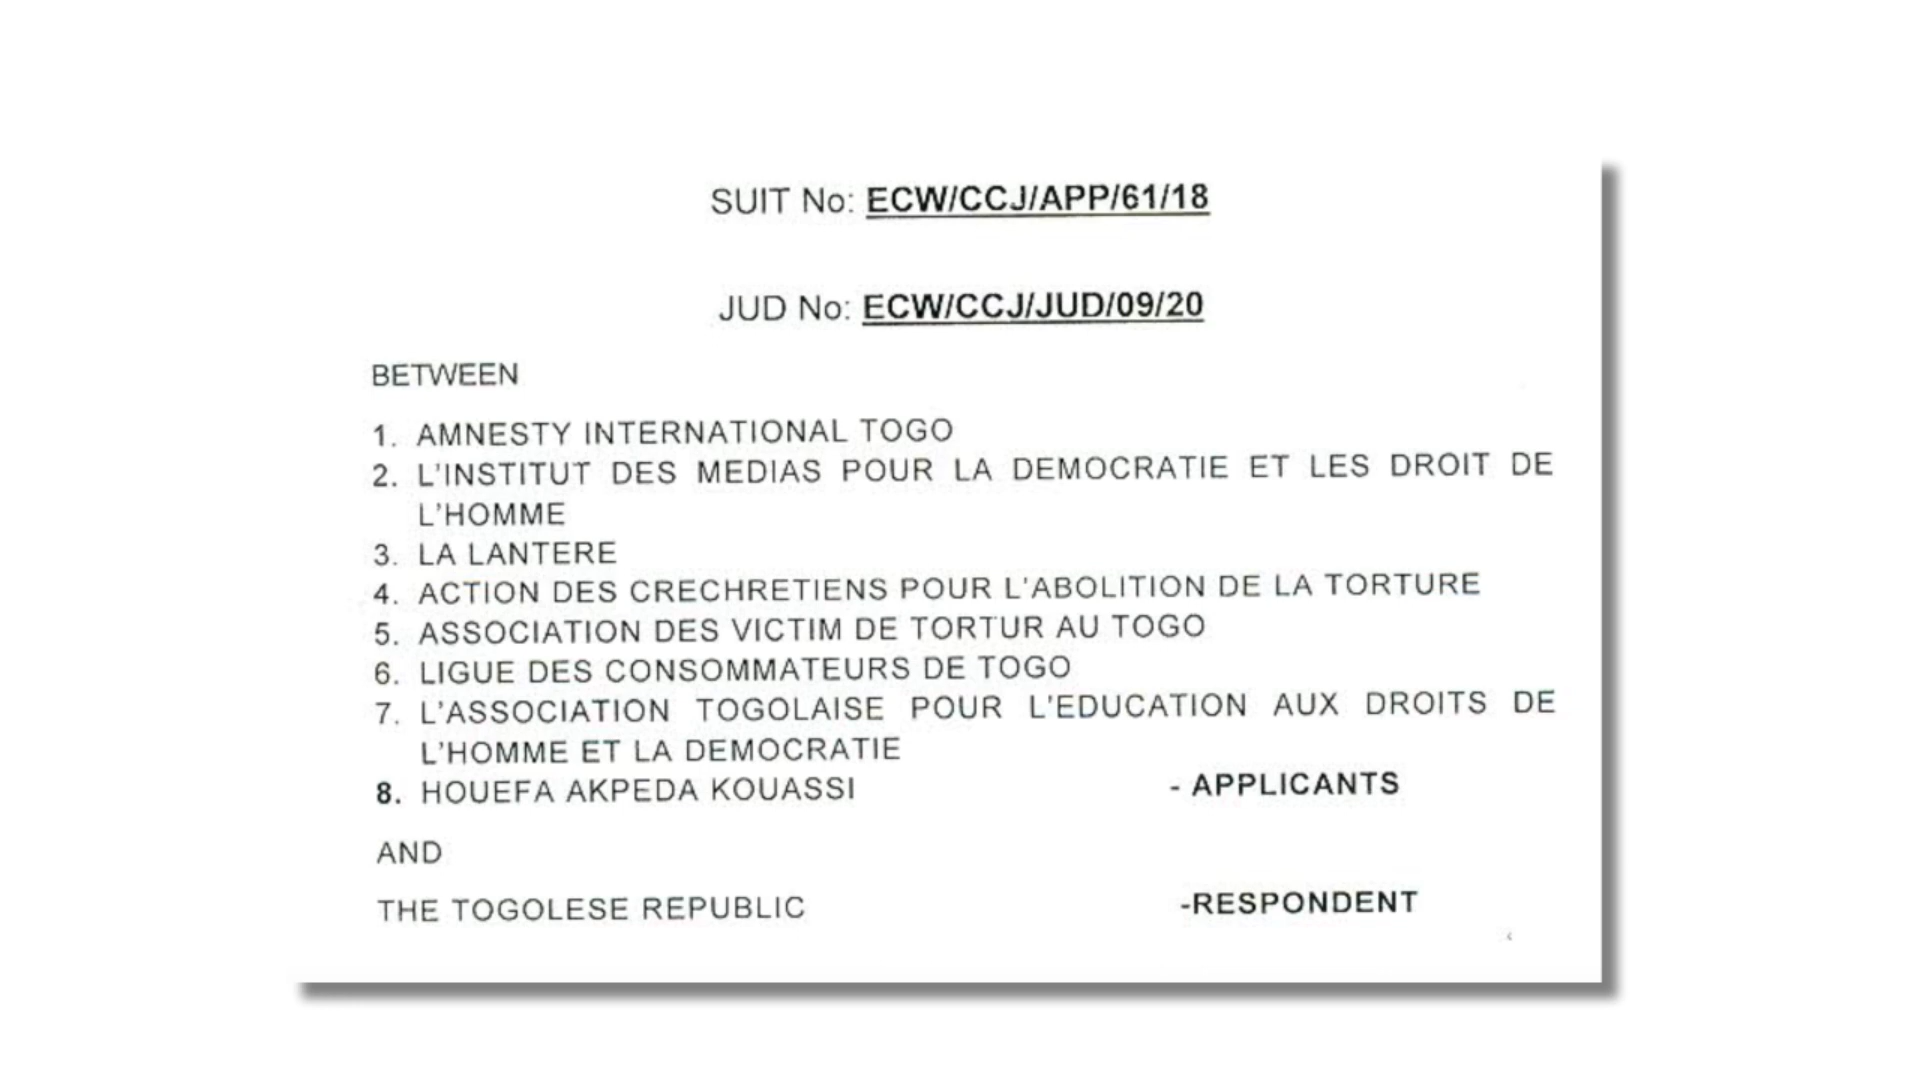 SUIT No: ECW/CCJ/APP/61/18
JUD No: ECW/CCJ/JUD/09/20
BETWEEN
1. AMNESTY INTERNATIONAL TOGO
2. L'INSTITUT DES MEDIAS POUR LA DEMOCRATIE ET LES DROIT DE
L'HOMME
3. LA LANTERE
4. ACTION DES CRECHRETIENS POUR L'ABOLITION DE LA TORTURE
5. ASSOCIATION DES VICTIM DE TORTUR AU TOGO
6. LIGUE DES CONSOMMATEURS DE TOGO
7. L'ASSOCIATION TOGOLAISE POUR L'EDUCATION AUX DROITS DE
L'HOMME ET LA DEMOCRATIE
8. HOUEFA AKPEDA KOUASSI - APPLICANTS
AND
THE TOGOLESE REPUBLIC -RESPONDENT